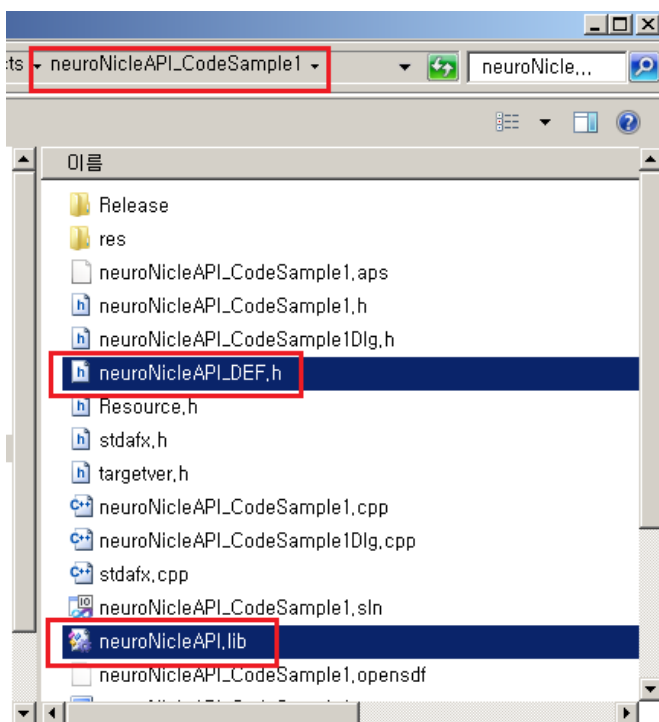 ts neuroNicleAPI_CodeSample1
neuroNicle...
이름
Release
res
neuroNicleAPI_CodeSample1.aps
neuroNicleAPI_CodeSample1.h
neuroNicleAPI_CodeSample1Dlg.h
neuroNicleAPI_DEF.h
Resource.h
stdafx.h
targetver.h
neuroNicleAPI_CodeSample1.cpp
neuroNicleAPI_CodeSample1Dlg.cpp
stdafx.cpp
neuroNicleAPI_CodeSample1.sln
neuroNicleAPI.lib
neuroNicleAPI_CodeSample1.opensdf